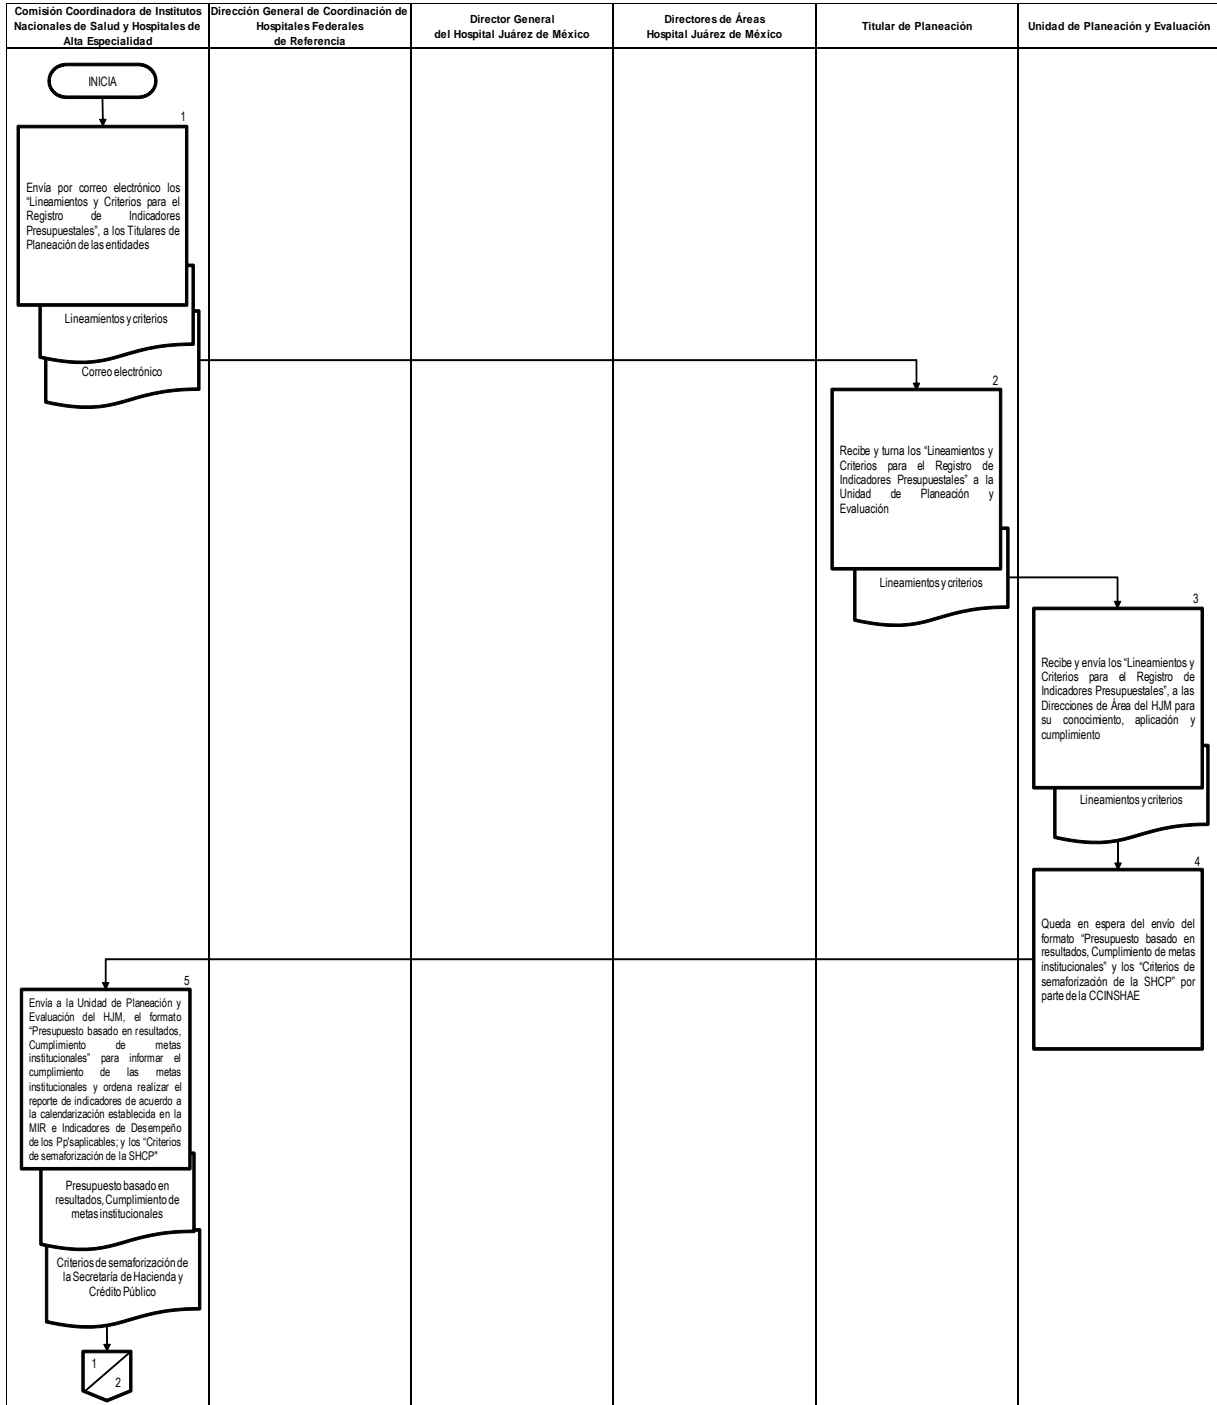 Comisión Coordinadora de Institutos
Nacionales de Salud y Hospitales de
Alta Especialidad
Dirección General de Coordinación de
Hospitales Federales
de Referencia
Director General
del Hospital Juárez de México
Directores de Áreas
Hospital Juárez de México
Titular de Planeación
Unidad de Planeación y Evaluación
INICIA
1
Envía por correo electrónico los
“Lineamientos y Criterios para el
Registro de Indicadores
Presupuestales”, a los Titulares de
Planeación de las entidades
Lineamientos y criterios
Correo electrónico
2
Recibe y turna los “Lineamientos y
Criterios para el Registro de
Indicadores Presupuestales” a la
Unidad de Planeación y
Evaluación
Lineamientos y criterios
3
Recibe y envía los “Lineamientos y
Criterios para el Registro de
Indicadores Presupuestales”, a las
Direcciones de Área del HJM para
su conocimiento, aplicación y
cumplimiento
Lineamientos y criterios
4
Queda en espera del envío del
formato “Presupuesto basado en
resultados, Cumplimiento de metas
institucionales” y los “Criterios de
semaforización de la SHCP” por
parte de la CCINSHAE
5
Envía a la Unidad de Planeación y
Evaluación del HJM, el formato
“Presupuesto basado en resultados,
Cumplimiento de metas
institucionales” para informar el
cumplimiento de las metas
institucionales y ordena realizar el
reporte de indicadores de acuerdo a
la calendarización establecida en la
MIR e Indicadores de Desempeño
de los Pp'saplicables; y los “Criterios
de semaforización de la SHCP”
Presupuesto basado en
resultados, Cumplimiento de
metas institucionales
Criterios de semaforización de
la Secretaría de Hacienda y
Crédito Público
1
2